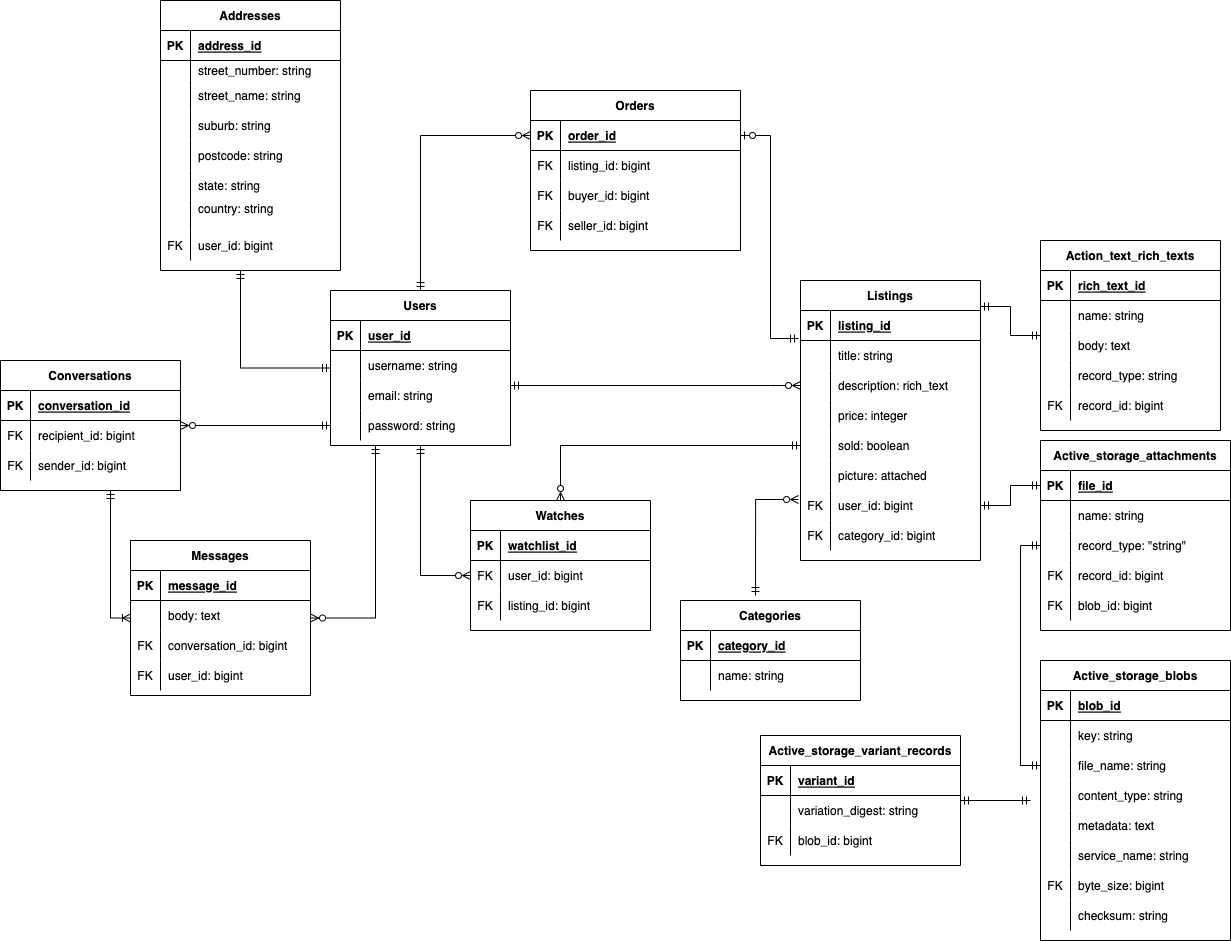 Addresses
PK address_id
street_number: string
street_name: string
suburb: string
postcode: string
state: string
country: string
FK user_id: bigint
Orders
PK order_id
FK listing_id: bigint
FK buyer_id: bigint
FK seller_id: bigint
Users
PK user_id
username: string
email: string
password: string
Listings
PK listing_id
title: string
description: rich_text
price: integer
sold: boolean
picture: attached
FK user_id: bigint
FK category_id: bigint
Action_text_rich_texts
PK rich_text_id
name: string
body: text
record_type: string
FK record_id: bigint
Conversations
PK conversation_id
FK recipient_id: bigint
FK sender_id: bigint
Active_storage_attachments
PK file_id
name: string
record_type: "string"
FK record_id: bigint
FK blob_id: bigint
Messages
PK message_id
body: text
FK conversation_id: bigint
FK user_id: bigint
Watches
PK watchlist_id
FK user_id: bigint
FK listing_id: bigint
Categories
PK category_id
name: string
Active_storage_variant_records
PK variant_id
variation_digest: string
FK blob_id: bigint
Active_storage_blobs
PK blob_id
key: string
file_name: string
content_type: string
metadata: text
service_name: string
FK byte_size: bigint
checksum: string